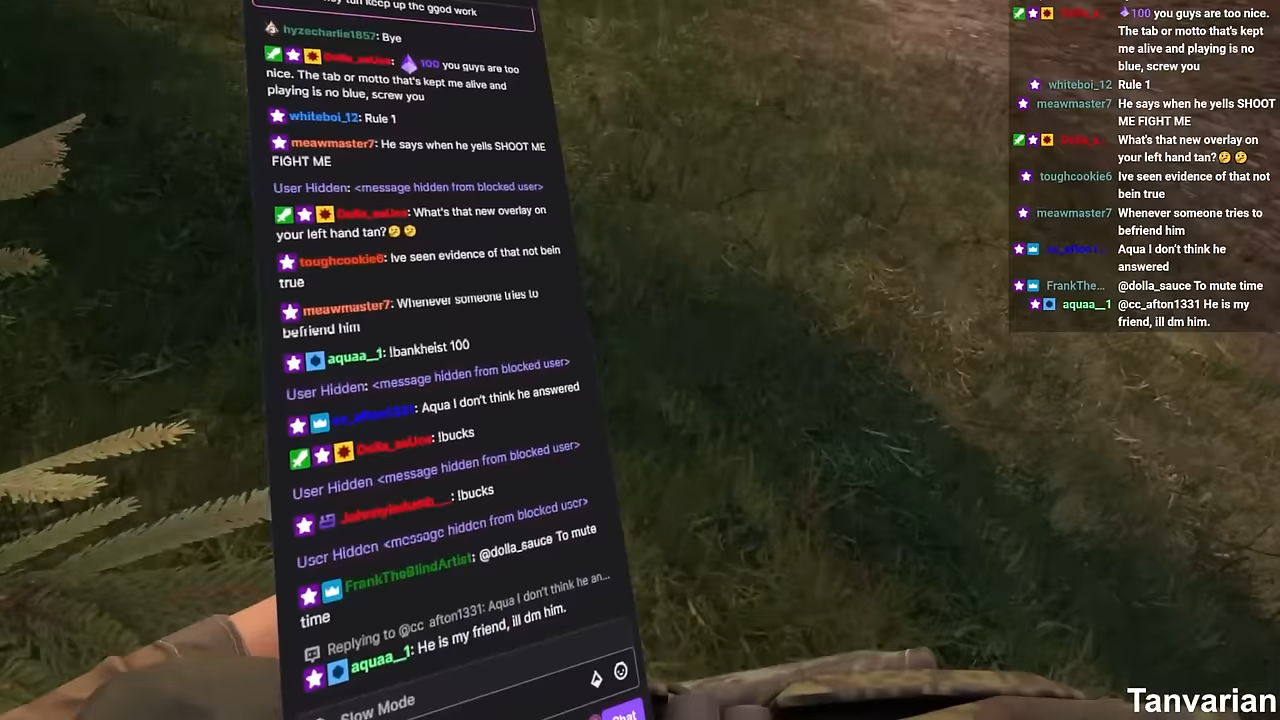 keep up the ggod work
hyzecharlie1857: Bye
Dolla_sauce: 100 you guys are too
nice. The tab or motto that's kept me alive and
playing is no blue, screw you
whiteboi_12: Rule 1
meawmaster7: He says when he yells SHOOT ME
FIGHT ME
User Hidden: <message hidden from blocked user>
Dolla_sauce: What's that new overlay on
your left hand tan?🤔🤔
toughcookie6: Ive seen evidence of that not bein
true
meawmaster7: Whenever someone tries to
befriend him
aquaa__1: !bankheist 100
User Hidden: <message hidden from blocked user>
cc_afton1331: Aqua I don't think he answered
Dolla_sauce: !bucks
User Hidden <message hidden from blocked user>
: !bucks
User Hidden <message hidden from blocked user>
FrankTheBlindArtist: @dolla_sauce To mute
time
Replying to @cc_afton1331: Aqua I don't think he an...
aquaa__1: He is my friend, ill dm him.
Slow Mode
Chat
Dolla_s... 100 you guys are too nice.
The tab or motto that's kept
me alive and playing is no
blue, screw you
whiteboi_12 Rule 1
meawmaster7 He says when he yells SHOOT
ME FIGHT ME
Dolla_s... What's that new overlay on
your left hand tan?🤔🤔
toughcookie6 Ive seen evidence of that not
bein true
meawmaster7 Whenever someone tries to
befriend him
cc_afton1... Aqua I don't think he
answered
FrankThe... @dolla_sauce To mute time
aquaa__1 @cc_afton1331 He is my
friend, ill dm him.
Tanvarian